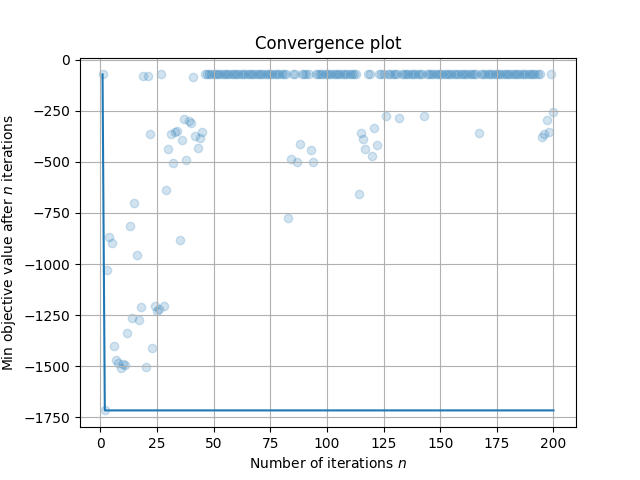 Convergence plot
0
−250
−500
−750
−1000
−1250
−1500
−1750
Min objective value after n iterations
0 25 50 75 100 125 150 175 200
Number of iterations n